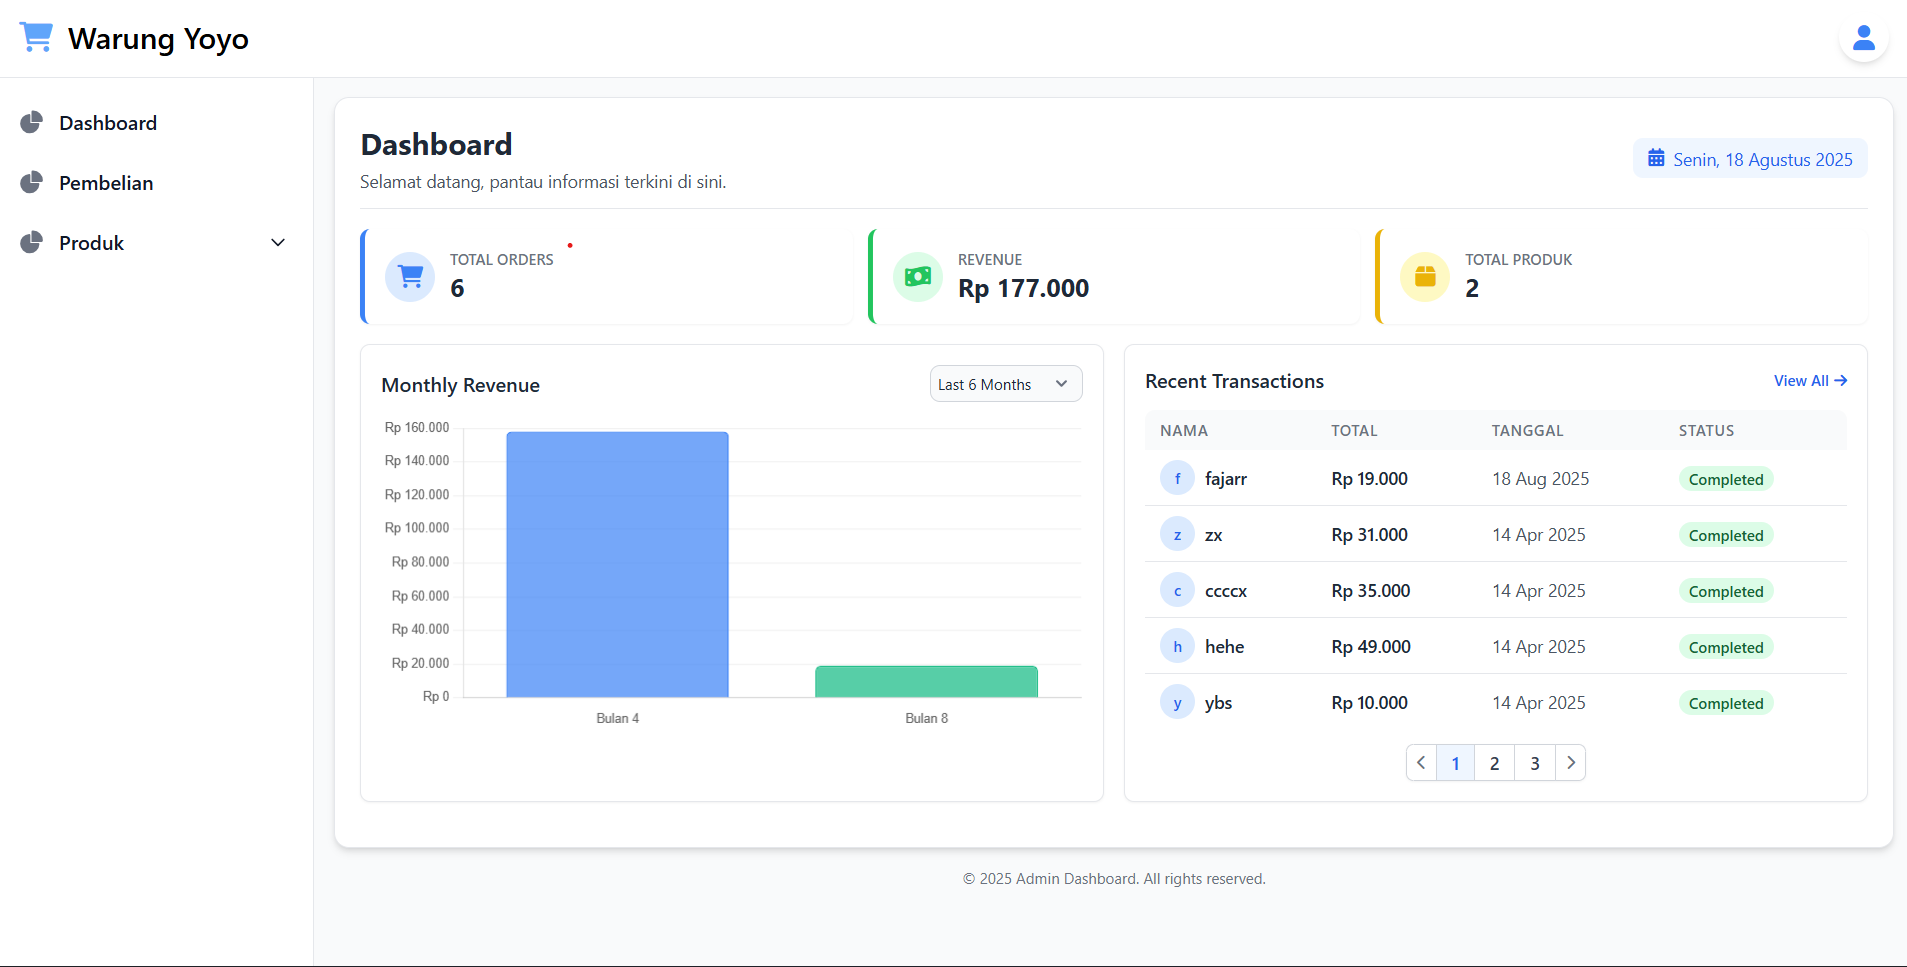 Warung Yoyo
Dashboard
Pembelian
Produk
Dashboard
Selamat datang, pantau informasi terkini di sini.
Senin, 18 Agustus 2025
TOTAL ORDERS
6
REVENUE
Rp 177.000
TOTAL PRODUK
2
Monthly Revenue
Last 6 Months
Rp 160.000
Rp 140.000
Rp 120.000
Rp 100.000
Rp 80.000
Rp 60.000
Rp 40.000
Rp 20.000
Rp 0
Bulan 4 Bulan 8
Recent Transactions
View All
NAMA TOTAL TANGGAL STATUS
f fajarr Rp 19.000 18 Aug 2025 Completed
z zx Rp 31.000 14 Apr 2025 Completed
c ccccx Rp 35.000 14 Apr 2025 Completed
h hehe Rp 49.000 14 Apr 2025 Completed
y ybs Rp 10.000 14 Apr 2025 Completed
1 2 3
© 2025 Admin Dashboard. All rights reserved.